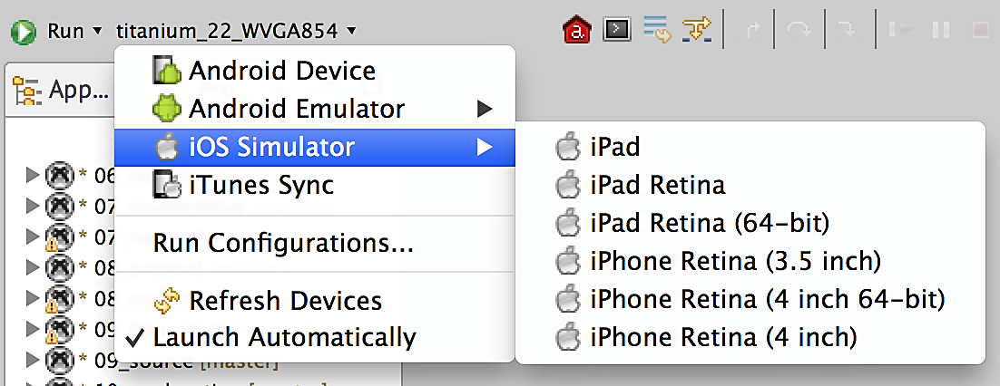 Run titanium_22_WVGA854
App...
Android Device
Android Emulator
iOS Simulator
iTunes Sync
Run Configurations...
Refresh Devices
Launch Automatically
iPad
iPad Retina
iPad Retina (64-bit)
iPhone Retina (3.5 inch)
iPhone Retina (4 inch 64-bit)
iPhone Retina (4 inch)
* 06
* 07
* 07
* 08
* 08
* 09
* 09_source [master]